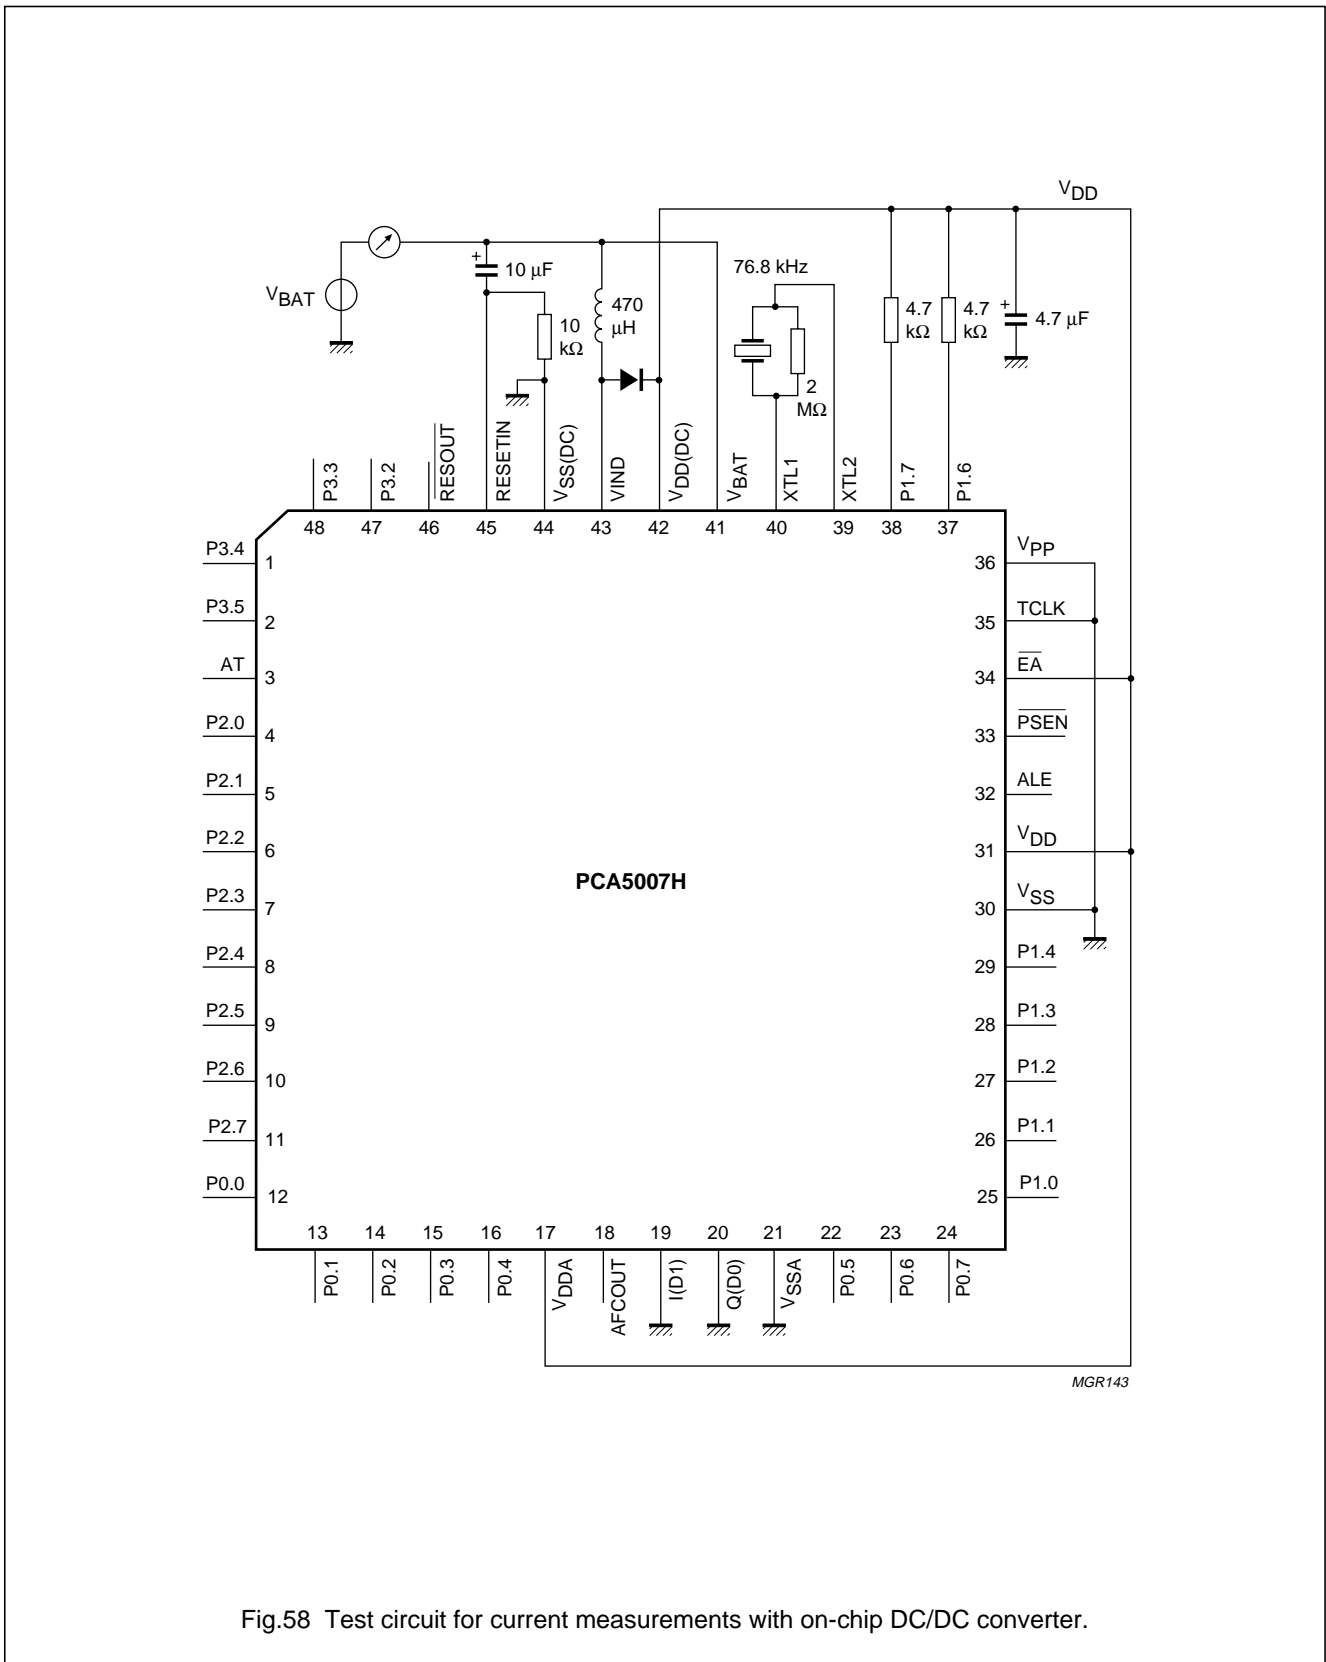 VDD
VBAT
+
10 μF
10
kΩ
470
μH
76.8 kHz
2
MΩ
4.7
kΩ
4.7
kΩ
+
4.7 μF
P3.3
P3.2
RESOUT
RESETIN
VSS(DC)
VIND
VDD(DC)
VBAT
XTL1
XTL2
P1.7
P1.6
48
47
46
45
44
43
42
41
40
39
38
37
P3.4
1
P3.5
2
AT
3
P2.0
4
P2.1
5
P2.2
6
P2.3
7
P2.4
8
P2.5
9
P2.6
10
P2.7
11
P0.0
12
PCA5007H
36
VPP
35
TCLK
34
EA
33
PSEN
32
ALE
31
VDD
30
VSS
29
P1.4
28
P1.3
27
P1.2
26
P1.1
25
P1.0
13
14
15
16
17
18
19
20
21
22
23
24
P0.1
P0.2
P0.3
P0.4
VDDA
AFCOUT
I(D1)
Q(D0)
VSSA
P0.5
P0.6
P0.7
MGR143
Fig.58 Test circuit for current measurements with on-chip DC/DC converter.